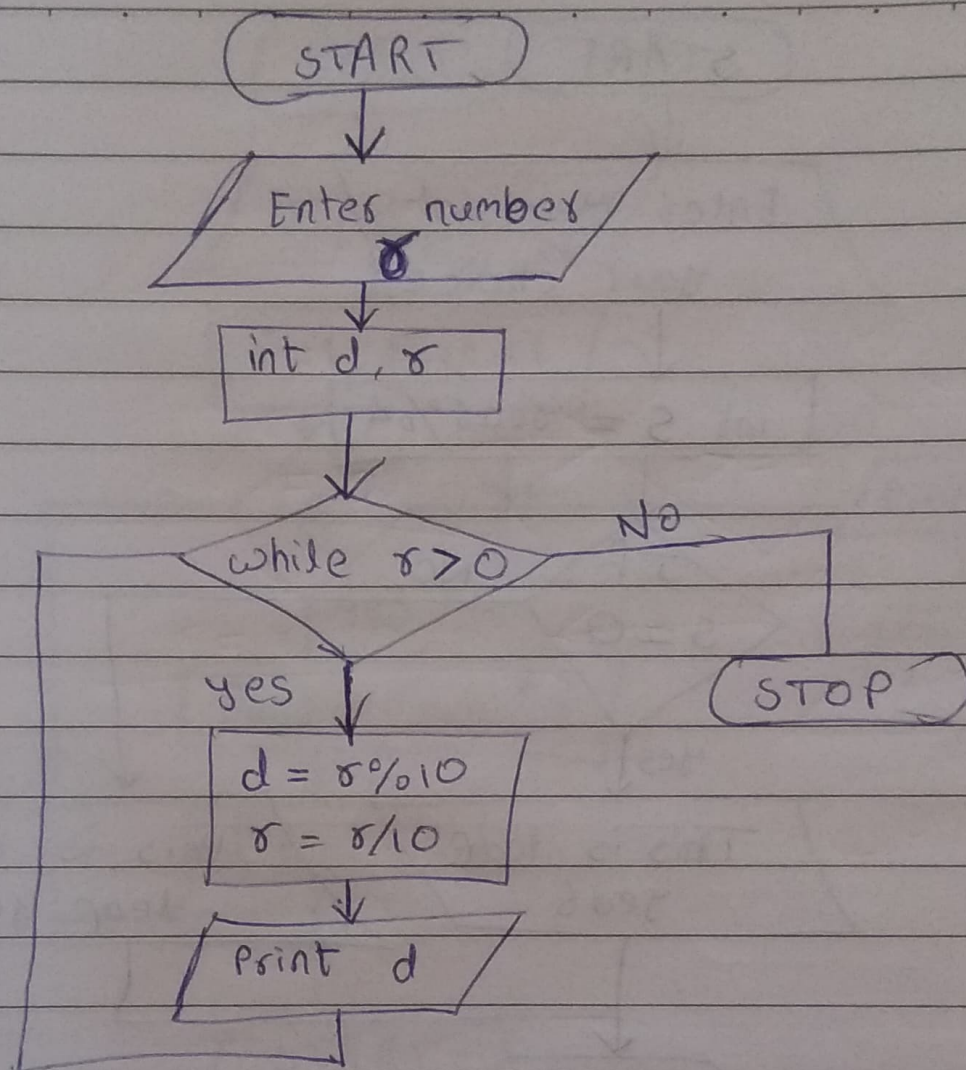 START
Enter number
r
int d, r
while r>0
NO
yes
STOP
d = r%10
r = r/10
Print d